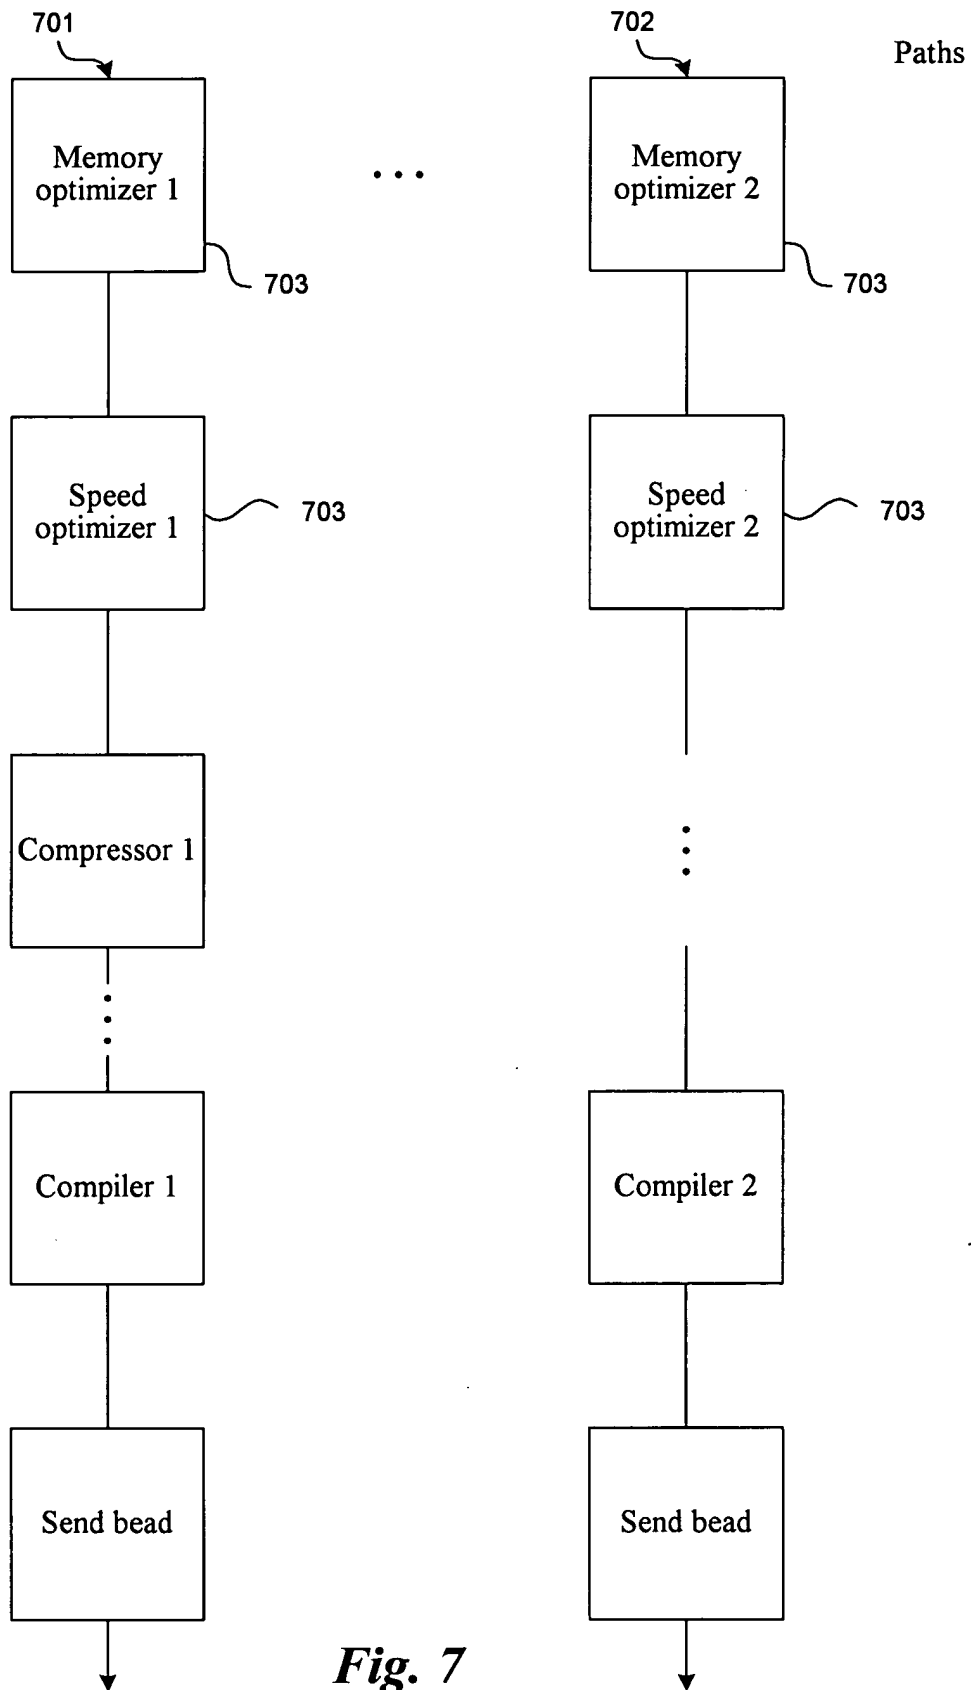 701
702
Paths
Memory
optimizer 1
...
Memory
optimizer 2
703
703
Speed
optimizer 1
703
Speed
optimizer 2
703
Compressor 1
Compiler 1
Compiler 2
Send bead
Send bead
Fig. 7